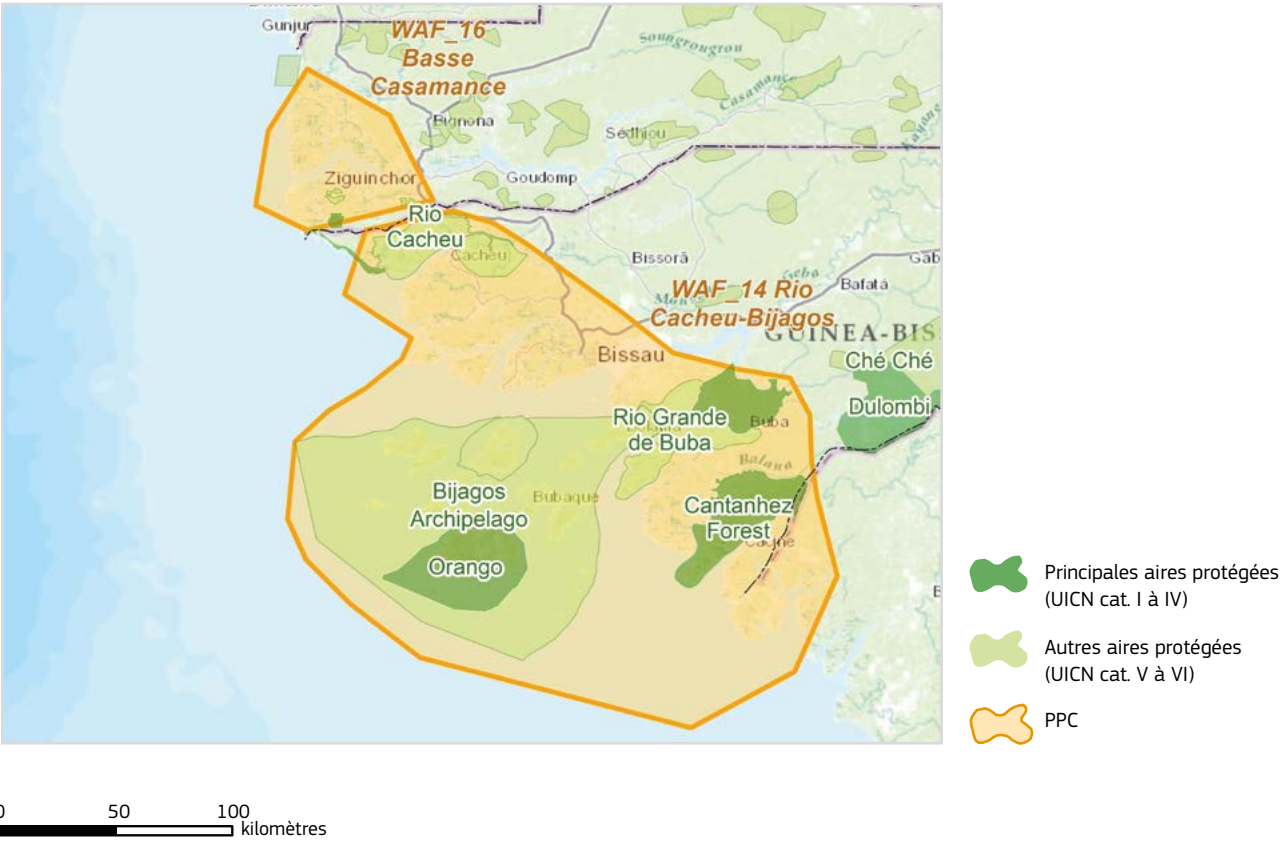 Gunjur
WAF_16
Basse
Casamance
Soungrougrou
Casamance
Bignona
Sédhiou
Kayang
Ziguinchor
Goudomp
Rio
Cacheu
Cacheu
Bissorã
Geba
Gab
Bafatá
WAF_14 Rio
Cacheu-Bijagos
GUINEA-BIS
Bissau
Ché Ché
Dulombi
Rio Grande
de Buba
Buba
Balana
Bijagos
Archipelago
Bubaque
Orango
Cantanhez
Forest
Cacine
Principales aires protégées
(UICN cat. I à IV)
Autres aires protégées
(UICN cat. V à VI)
PPC
0 50 100
kilomètres